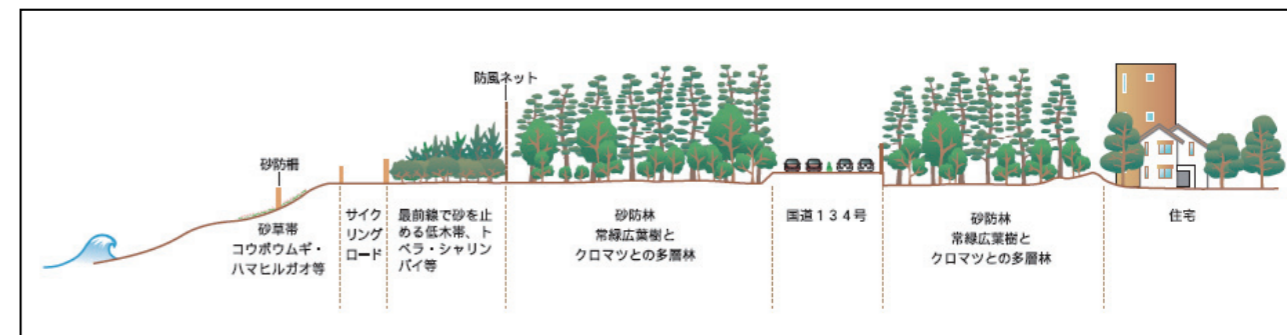 防風ネット
砂防柵
砂草帯
コウボウムギ・
ハマヒルガオ等
サイク
リング
ロード
最前線で砂を止
める低木帯、ト
ベラ・シャリン
バイ等
砂防林
常緑広葉樹と
クロマツとの多層林
国道134号
砂防林
常緑広葉樹と
クロマツとの多層林
住宅